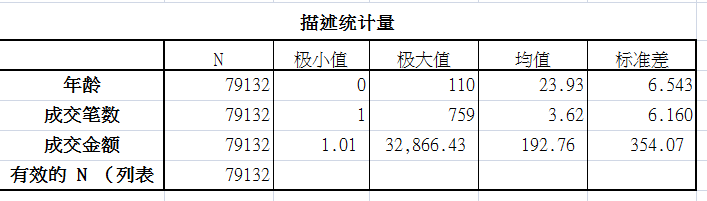 描述统计量
N 极小值 极大值 均值 标准差
年龄 79132 0 110 23.93 6.543
成交笔数 79132 1 759 3.62 6.160
成交金额 79132 1.01 32,866.43 192.76 354.07
有效的 N （列表 79132